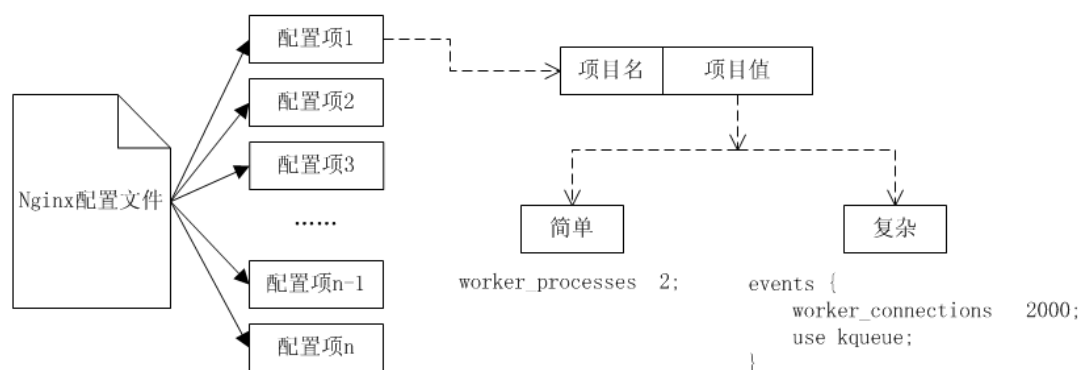 Nginx配置文件
配置项1
配置项2
配置项3
……
配置项n-1
配置项n
项目名 项目值
简单
worker_processes 2;
复杂
events {
worker_connections 2000;
use kqueue;
}